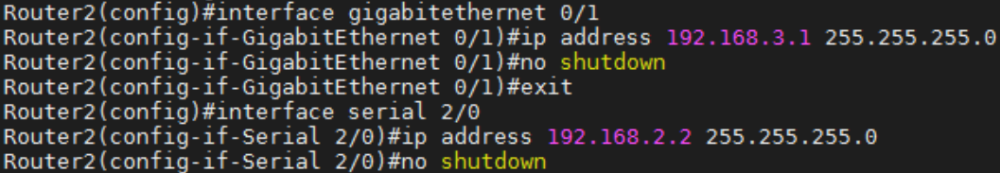 Router2(config)#interface gigabitethernet 0/1
Router2(config-if-GigabitEthernet 0/1)#ip address 192.168.3.1 255.255.255.0
Router2(config-if-GigabitEthernet 0/1)#no shutdown
Router2(config-if-GigabitEthernet 0/1)#exit
Router2(config)#interface serial 2/0
Router2(config-if-Serial 2/0)#ip address 192.168.2.2 255.255.255.0
Router2(config-if-Serial 2/0)#no shutdown